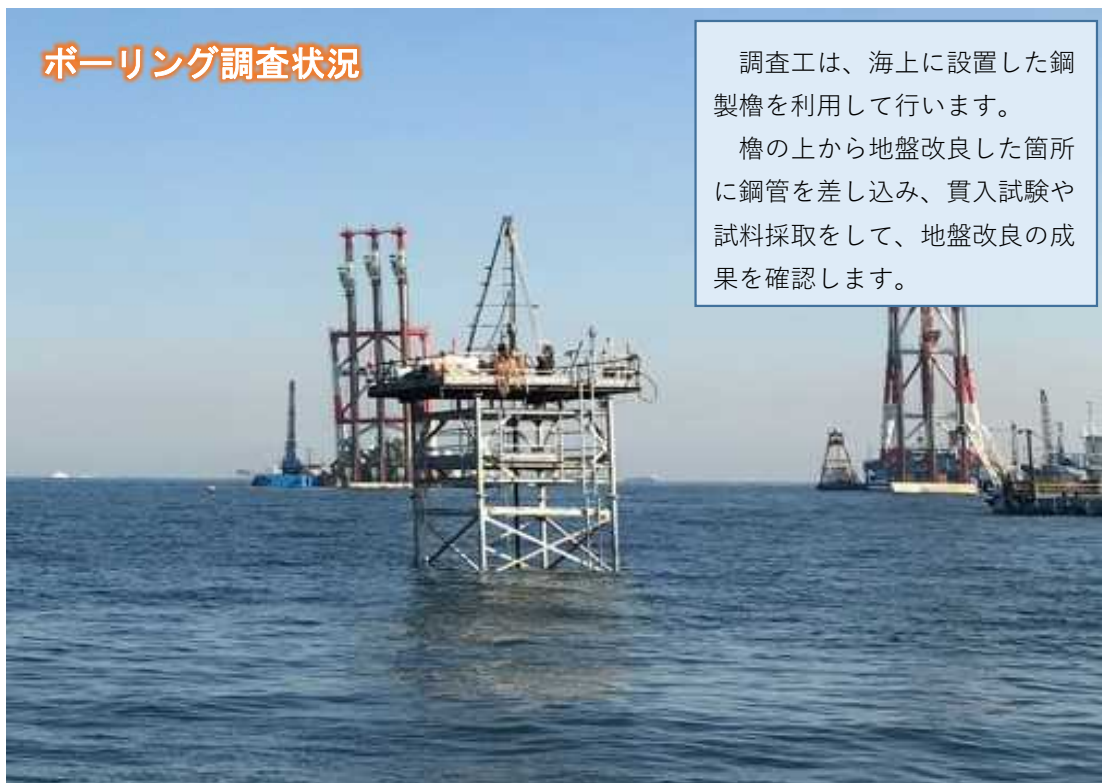 ボーリング調査状況
調査工は、海上に設置した鋼
製櫓を利用して行います。
櫓の上から地盤改良した箇所
に鋼管を差し込み、貫入試験や
試料採取をして、地盤改良の成
果を確認します。